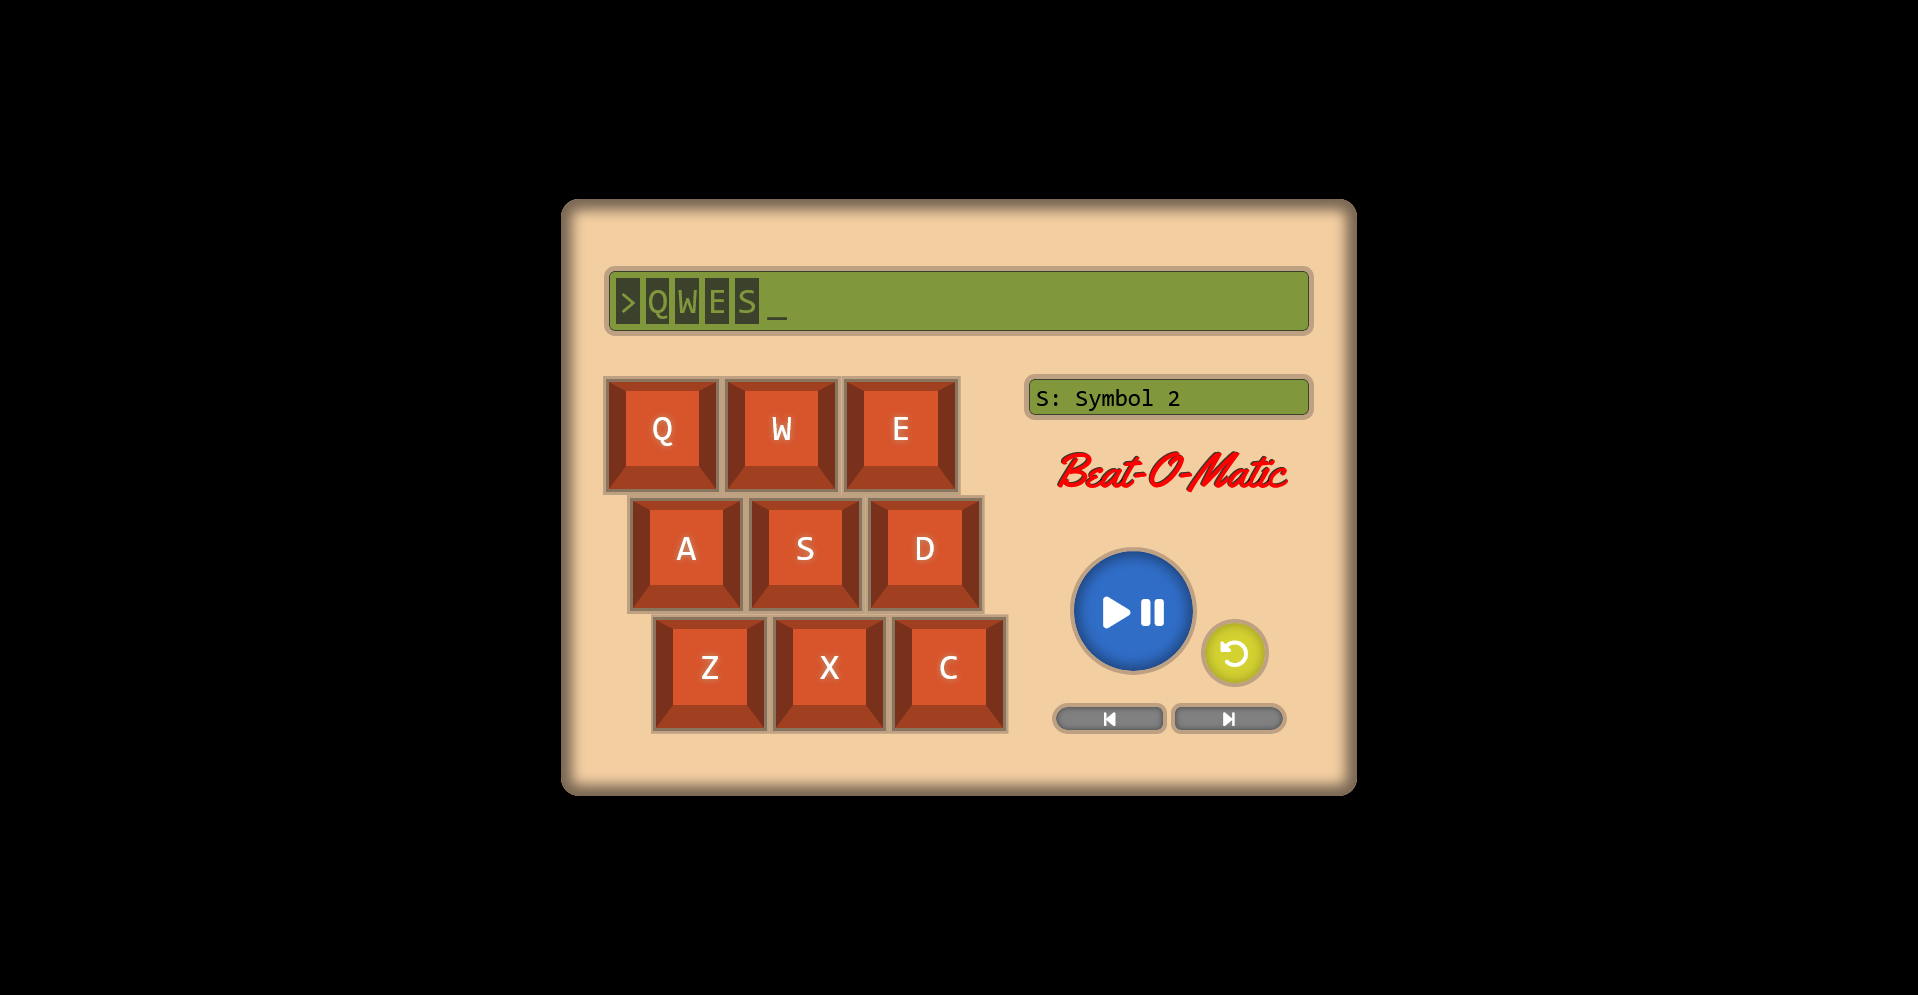 >QWES_
Q W E
S: Symbol 2
Beat-O-Matic
A S D
Z X C